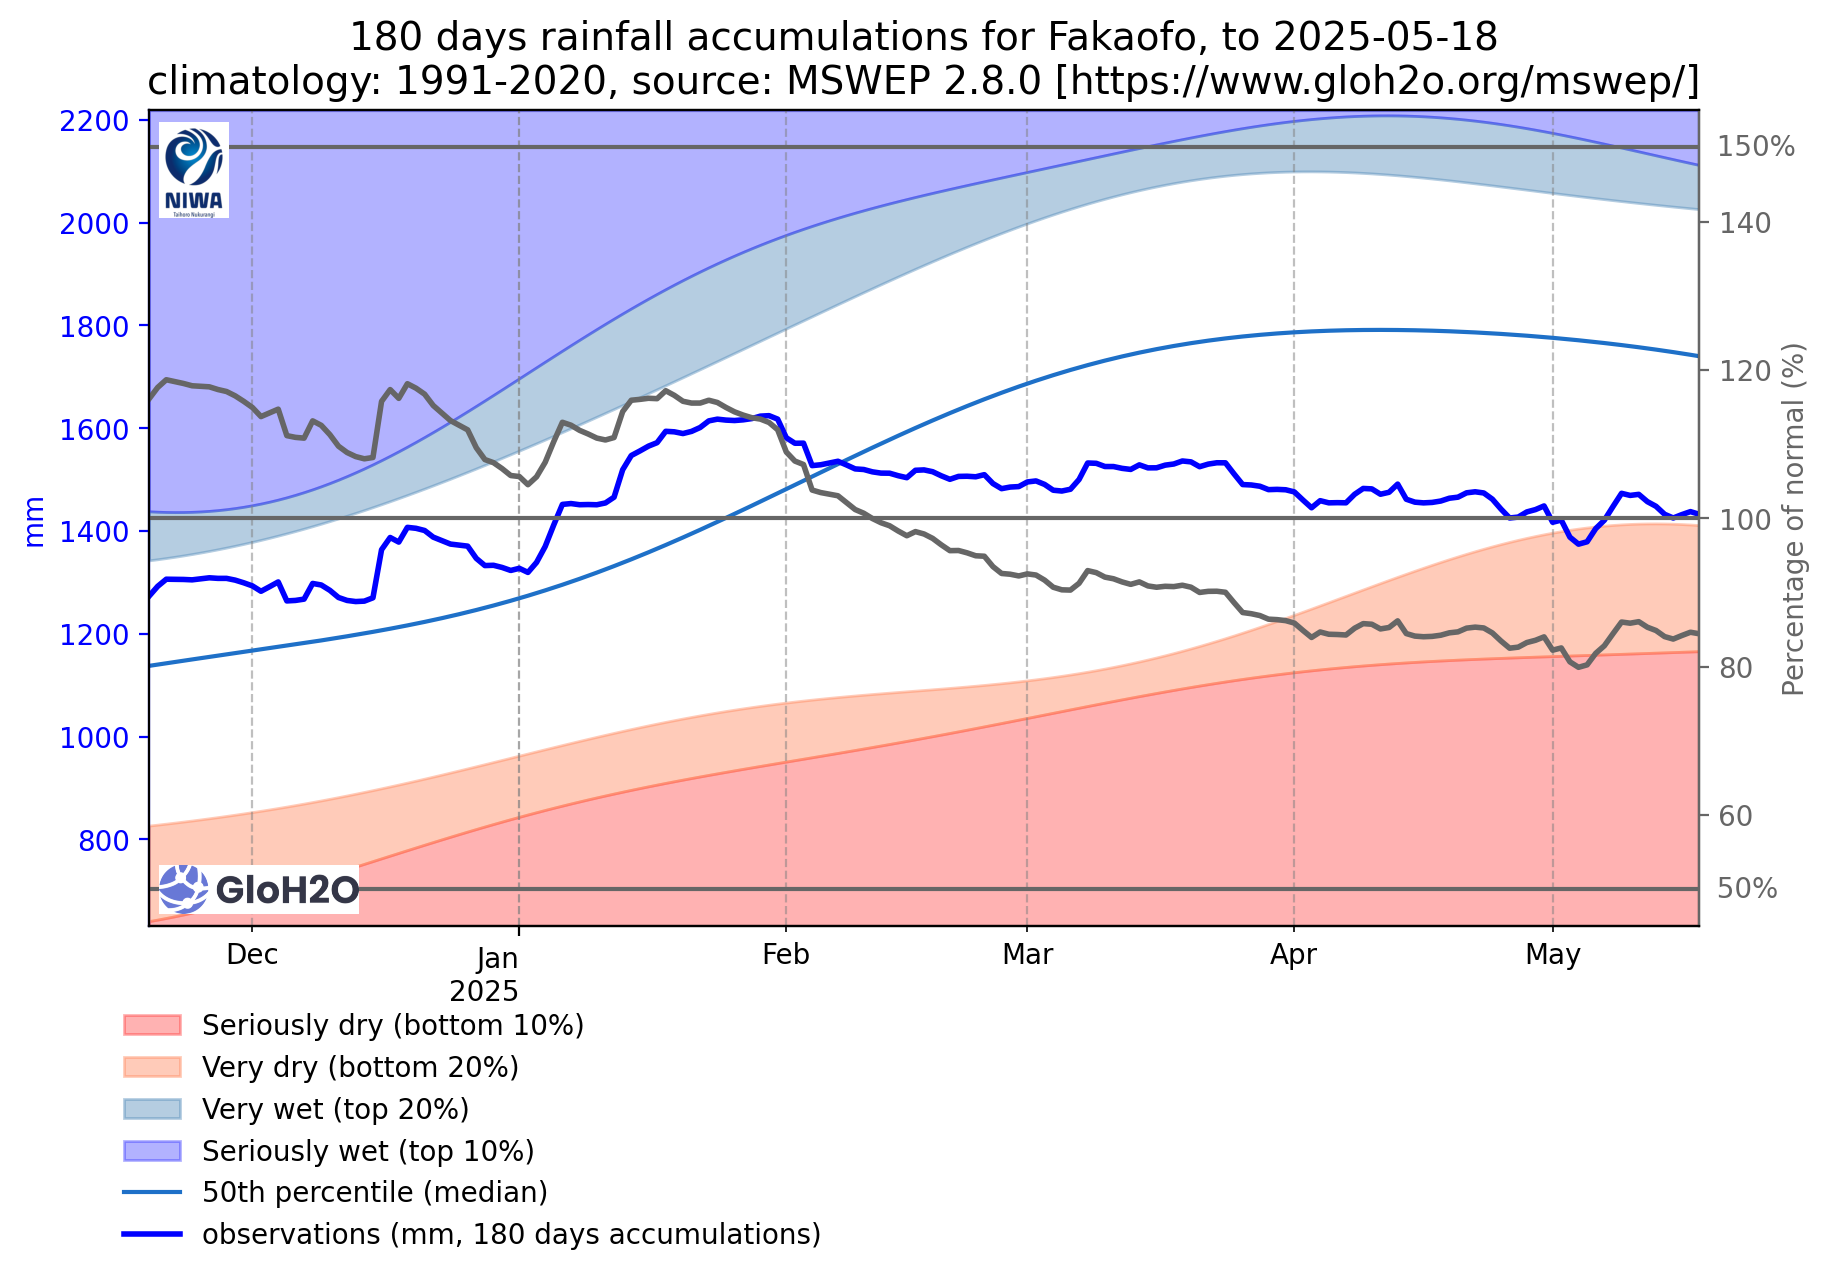 180 days rainfall accumulations for Fakaofo, to 2025-05-18
climatology: 1991-2020, source: MSWEP 2.8.0 [https://www.gloh2o.org/mswep/]
2200
2000
1800
1600
1400
1200
1000
800
mm
NIWA
Taihoro Nukurangi
GloH2O
150%
140
120
100
80
60
50%
Percentage of normal (%)
Dec
Jan
2025
Feb
Mar
Apr
May
Seriously dry (bottom 10%)
Very dry (bottom 20%)
Very wet (top 20%)
Seriously wet (top 10%)
50th percentile (median)
observations (mm, 180 days accumulations)